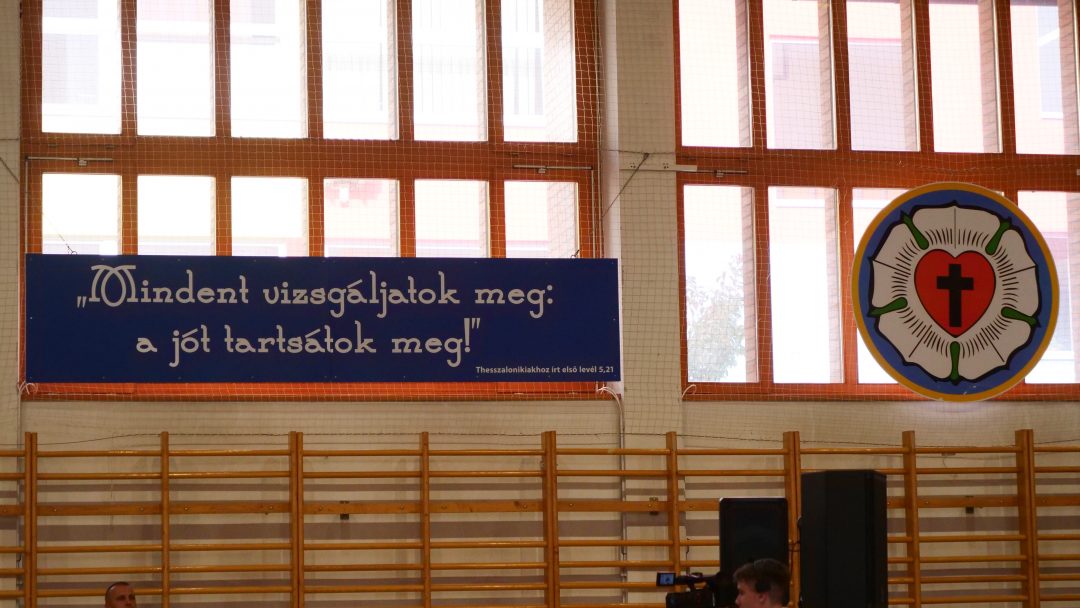 „Mindent vizsgáljatok meg:
a jót tartsátok meg!"
Thesszalonikiakhoz írt első levél 5,21